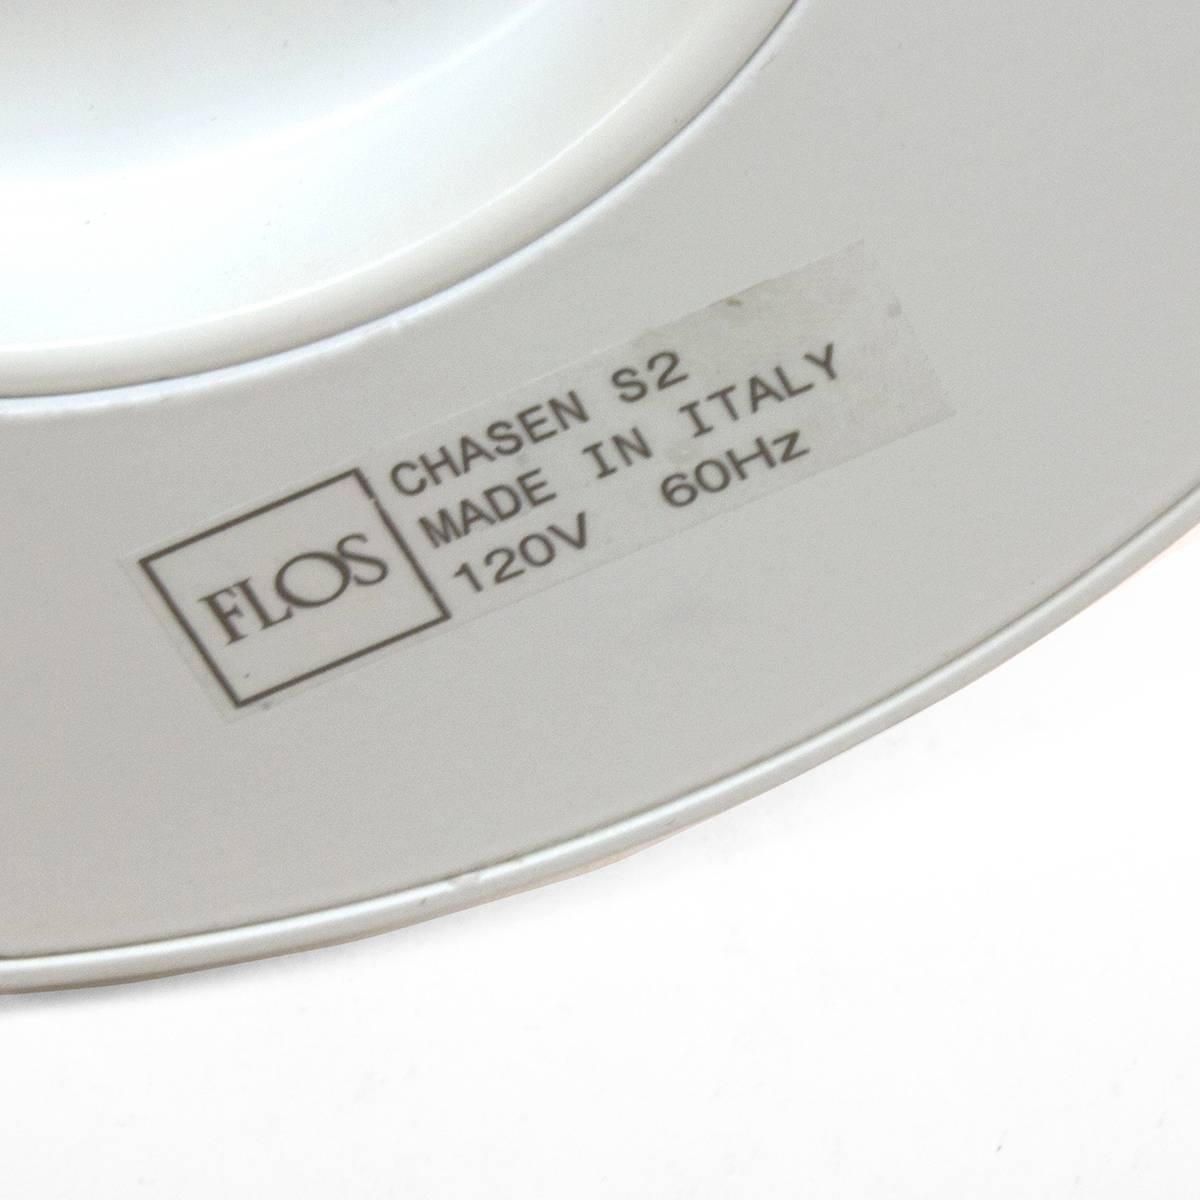 FLOS
CHASEN S2
MADE IN ITALY
120V 60Hz